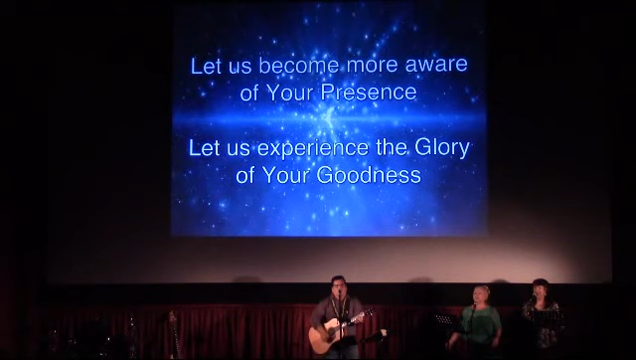 Let us become more aware
of Your Presence
Let us experience the Glory
of Your Goodness